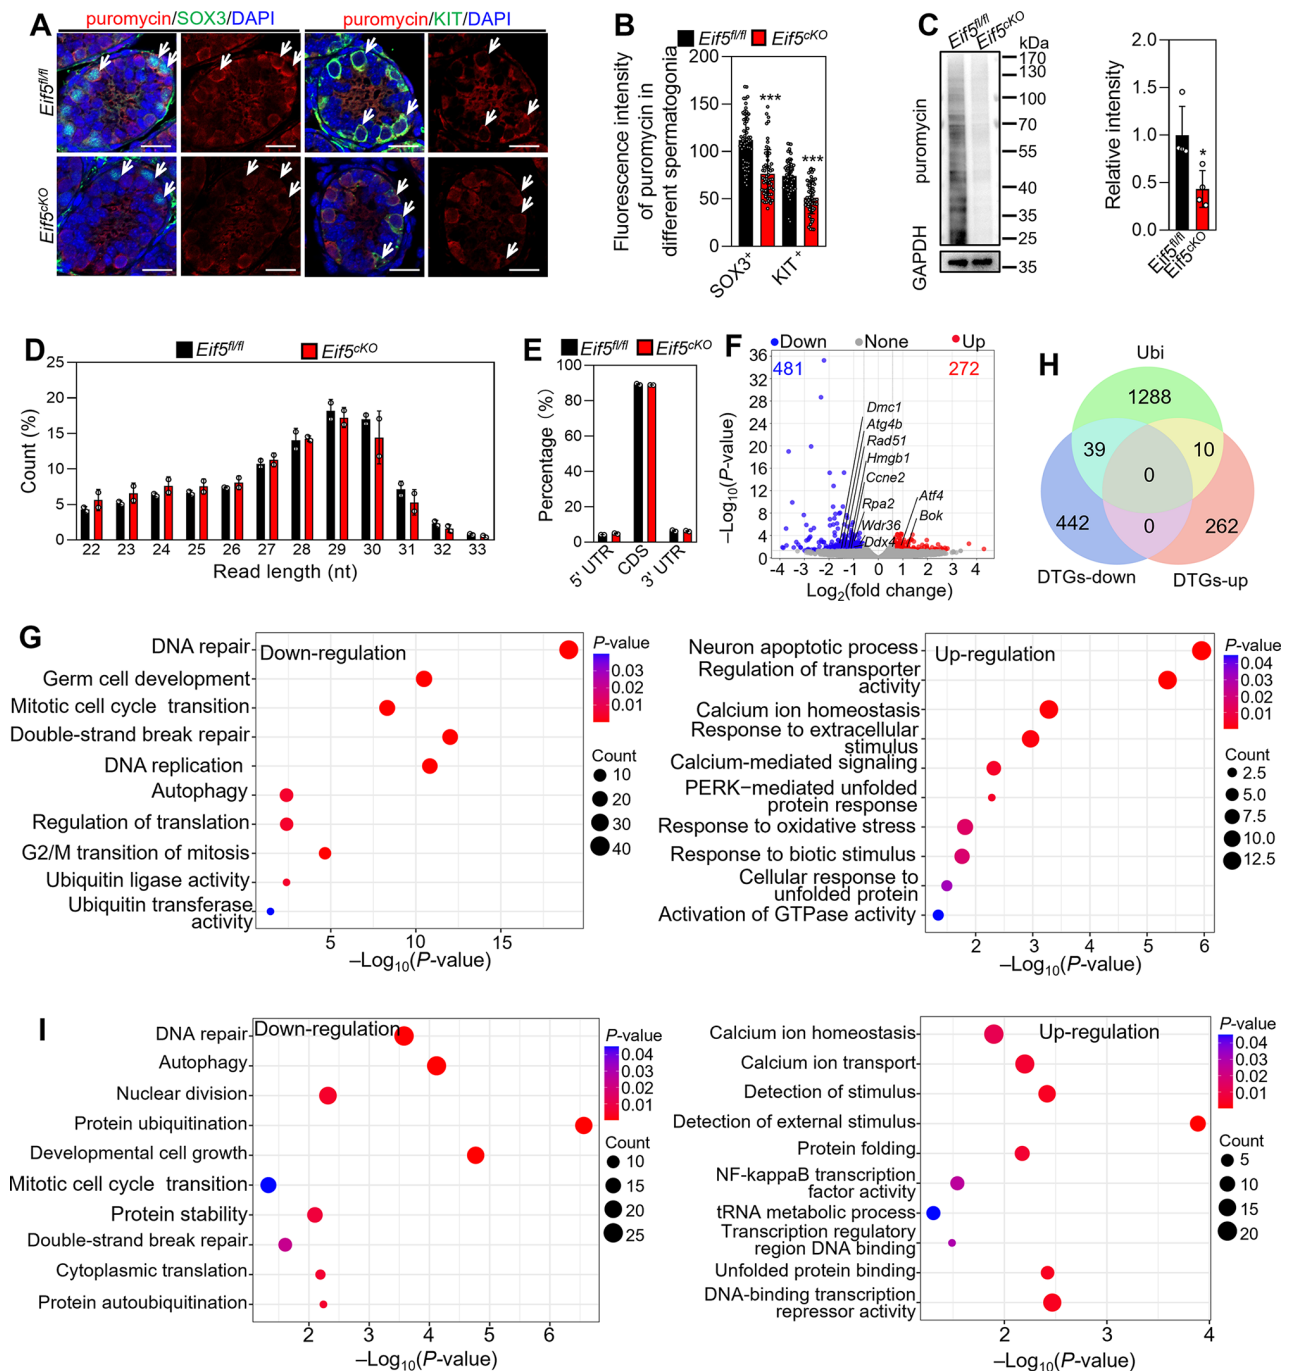 A
puromycin/SOX3/DAPI
puromycin/KIT/DAPI
Eif5fl/fl
Eif5cKO
B
Eif5fl/fl
Eif5cKO
Fluorescence intensity
of puromycin in
different spermatogonia
200
150
100
50
0
***
***
SOX3+
KIT+
C
Eif5fl/fl
Eif5cKO
kDa
170
130
100
70
55
40
35
25
35
puromycin
GAPDH
Relative intensity
2.0
1.5
1.0
0.5
0.0
*
Eif5fl/fl
Eif5cKO
D
Eif5fl/fl
Eif5cKO
Count (%)
25
20
15
10
5
0
22 23 24 25 26 27 28 29 30 31 32 33
Read length (nt)
E
Eif5fl/fl
Eif5cKO
Percentage (%)
100
80
60
40
20
0
5' UTR
CDS
3' UTR
F
Down
None
Up
481
272
–Log10(P-value)
36
32
28
24
20
16
12
8
4
0
Dmc1
Atg4b
Rad51
Hmgb1
Ccne2
Rpa2
Wdr36
Ddx4
Atf4
Bok
-4 -3 -2 -1 0 1 2 3 4
Log2(fold change)
H
Ubi
1288
39
10
0
442
0
262
DTGs-down
DTGs-up
G
Down-regulation
DNA repair
Germ cell development
Mitotic cell cycle transition
Double-strand break repair
DNA replication
Autophagy
Regulation of translation
G2/M transition of mitosis
Ubiquitin ligase activity
Ubiquitin transferase
activity
5 10 15
–Log10(P-value)
P-value
0.03
0.02
0.01
Count
10
20
30
40
Up-regulation
Neuron apoptotic process
Regulation of transporter
activity
Calcium ion homeostasis
Response to extracellular
stimulus
Calcium-mediated signaling
PERK−mediated unfolded
protein response
Response to oxidative stress
Response to biotic stimulus
Cellular response to
unfolded protein
Activation of GTPase activity
2 3 4 5 6
–Log10(P-value)
P-value
0.04
0.03
0.02
0.01
Count
2.5
5.0
7.5
10.0
12.5
I
Down-regulation
DNA repair
Autophagy
Nuclear division
Protein ubiquitination
Developmental cell growth
Mitotic cell cycle transition
Protein stability
Double-strand break repair
Cytoplasmic translation
Protein autoubiquitination
2 3 4 5 6
–Log10(P-value)
P-value
0.04
0.03
0.02
0.01
Count
10
15
20
25
Up-regulation
Calcium ion homeostasis
Calcium ion transport
Detection of stimulus
Detection of external stimulus
Protein folding
NF-kappaB transcription
factor activity
tRNA metabolic process
Transcription regulatory
region DNA binding
Unfolded protein binding
DNA-binding transcription
repressor activity
2 3 4
–Log10(P-value)
P-value
0.04
0.03
0.02
0.01
Count
5
10
15
20